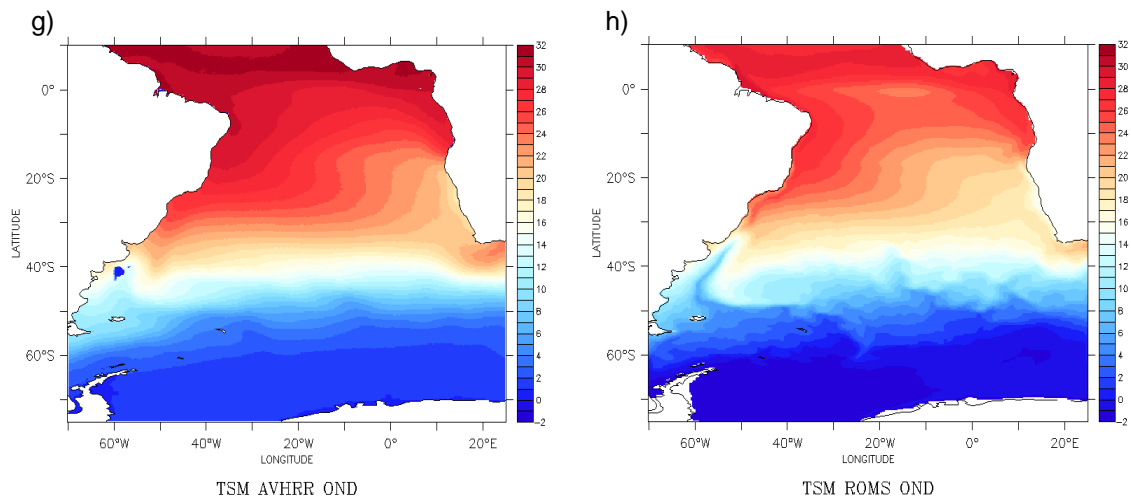 g)
0°
20°S
40°S
60°S
LATITUDE
60°W
40°W
20°W
0°
20°E
LONGITUDE
TSM AVHRR OND
32
30
28
26
24
22
20
18
16
14
12
10
8
6
4
2
0
−2
h)
0°
20°S
40°S
60°S
LATITUDE
60°W
40°W
20°W
0°
20°E
LONGITUDE
TSM ROMS OND
32
30
28
26
24
22
20
18
16
14
12
10
8
6
4
2
0
−2